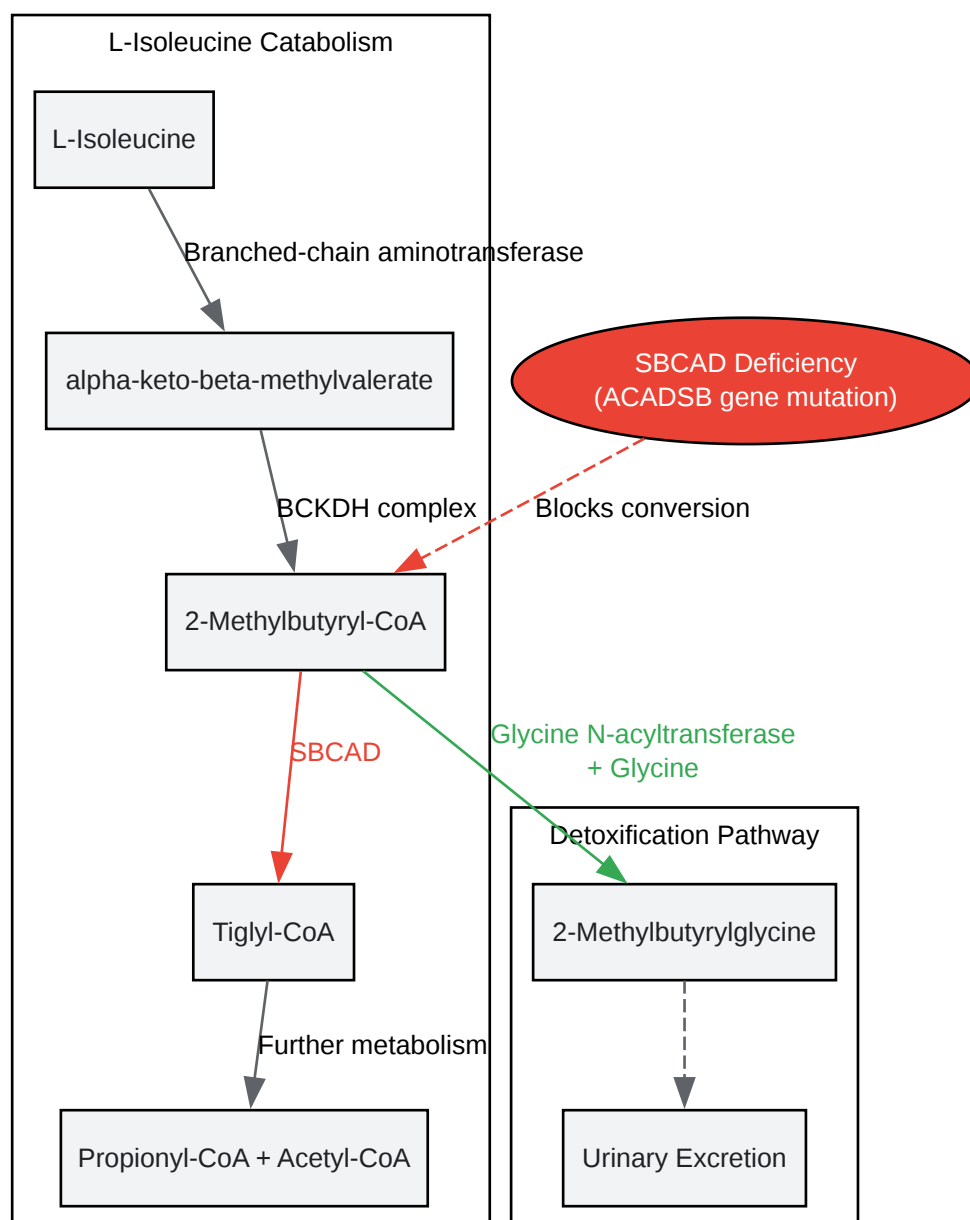 L-Isoleucine Catabolism
L-Isoleucine
Branched-chain aminotransferase
alpha-keto-beta-methylvalerate
SBCAD Deficiency
(ACADSB gene mutation)
BCKDH complex
Blocks conversion
2-Methylbutyryl-CoA
SBCAD
Glycine N-acyltransferase
+ Glycine
Detoxification Pathway
Tiglyl-CoA
2-Methylbutyrylglycine
Further metabolism
Propionyl-CoA + Acetyl-CoA
Urinary Excretion